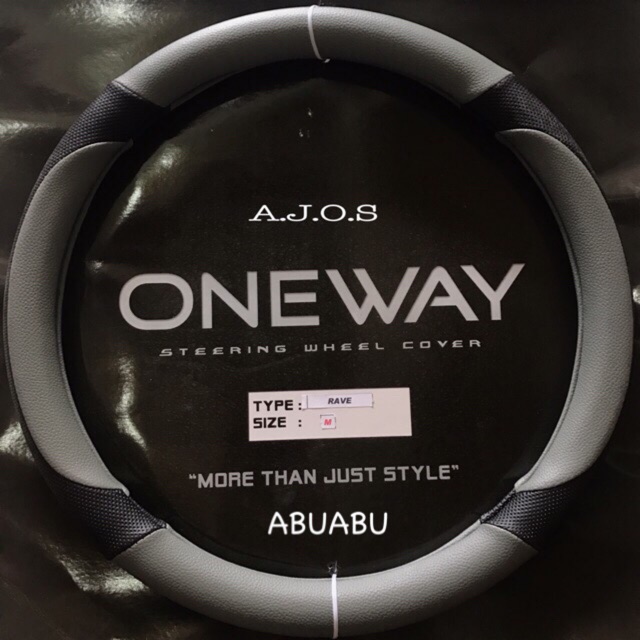 A.J.O.S
ONEWAY
STEERING WHEEL COVER
TYPE : RAVE
SIZE : M
“MORE THAN JUST STYLE”
ABUABU